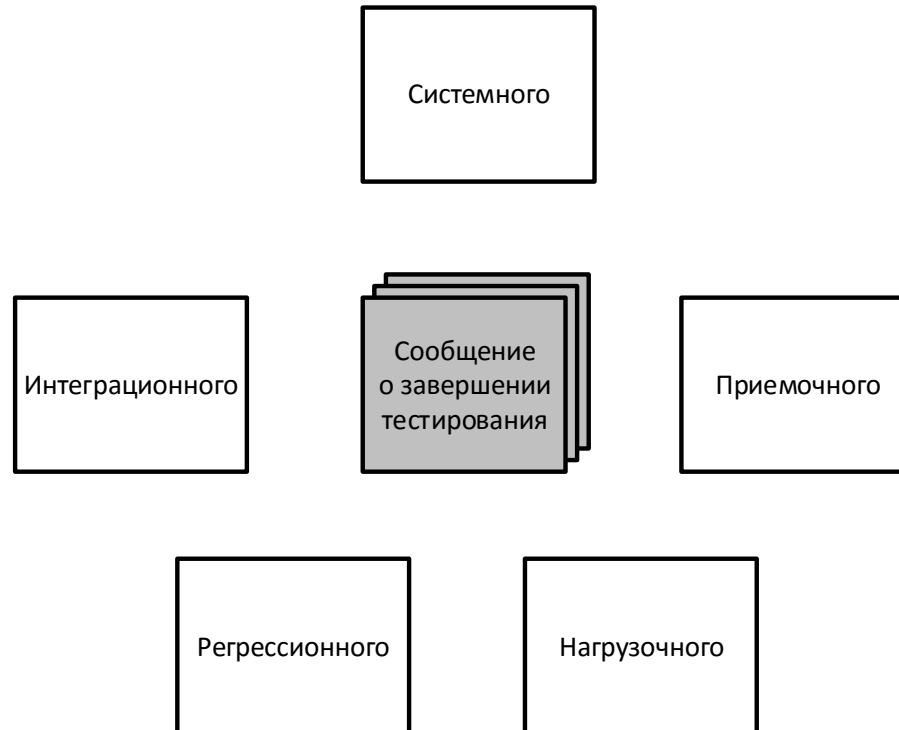 Системного
Интеграционного
Сообщение
о завершении
тестирования
Приемочного
Регрессионного
Нагрузочного